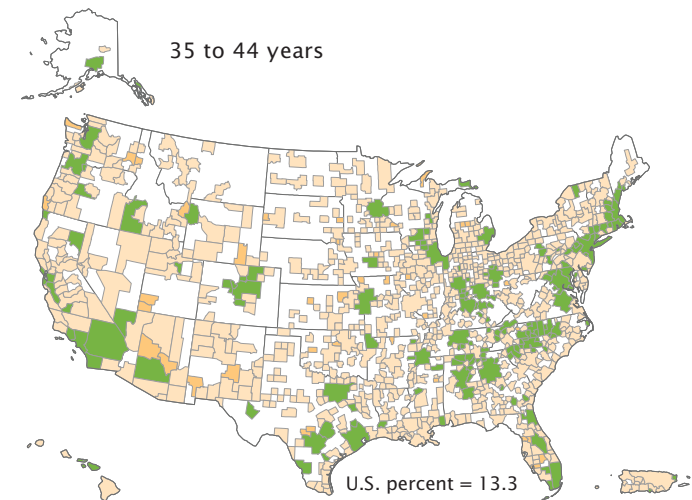 35 to 44 years
U.S. percent = 13.3